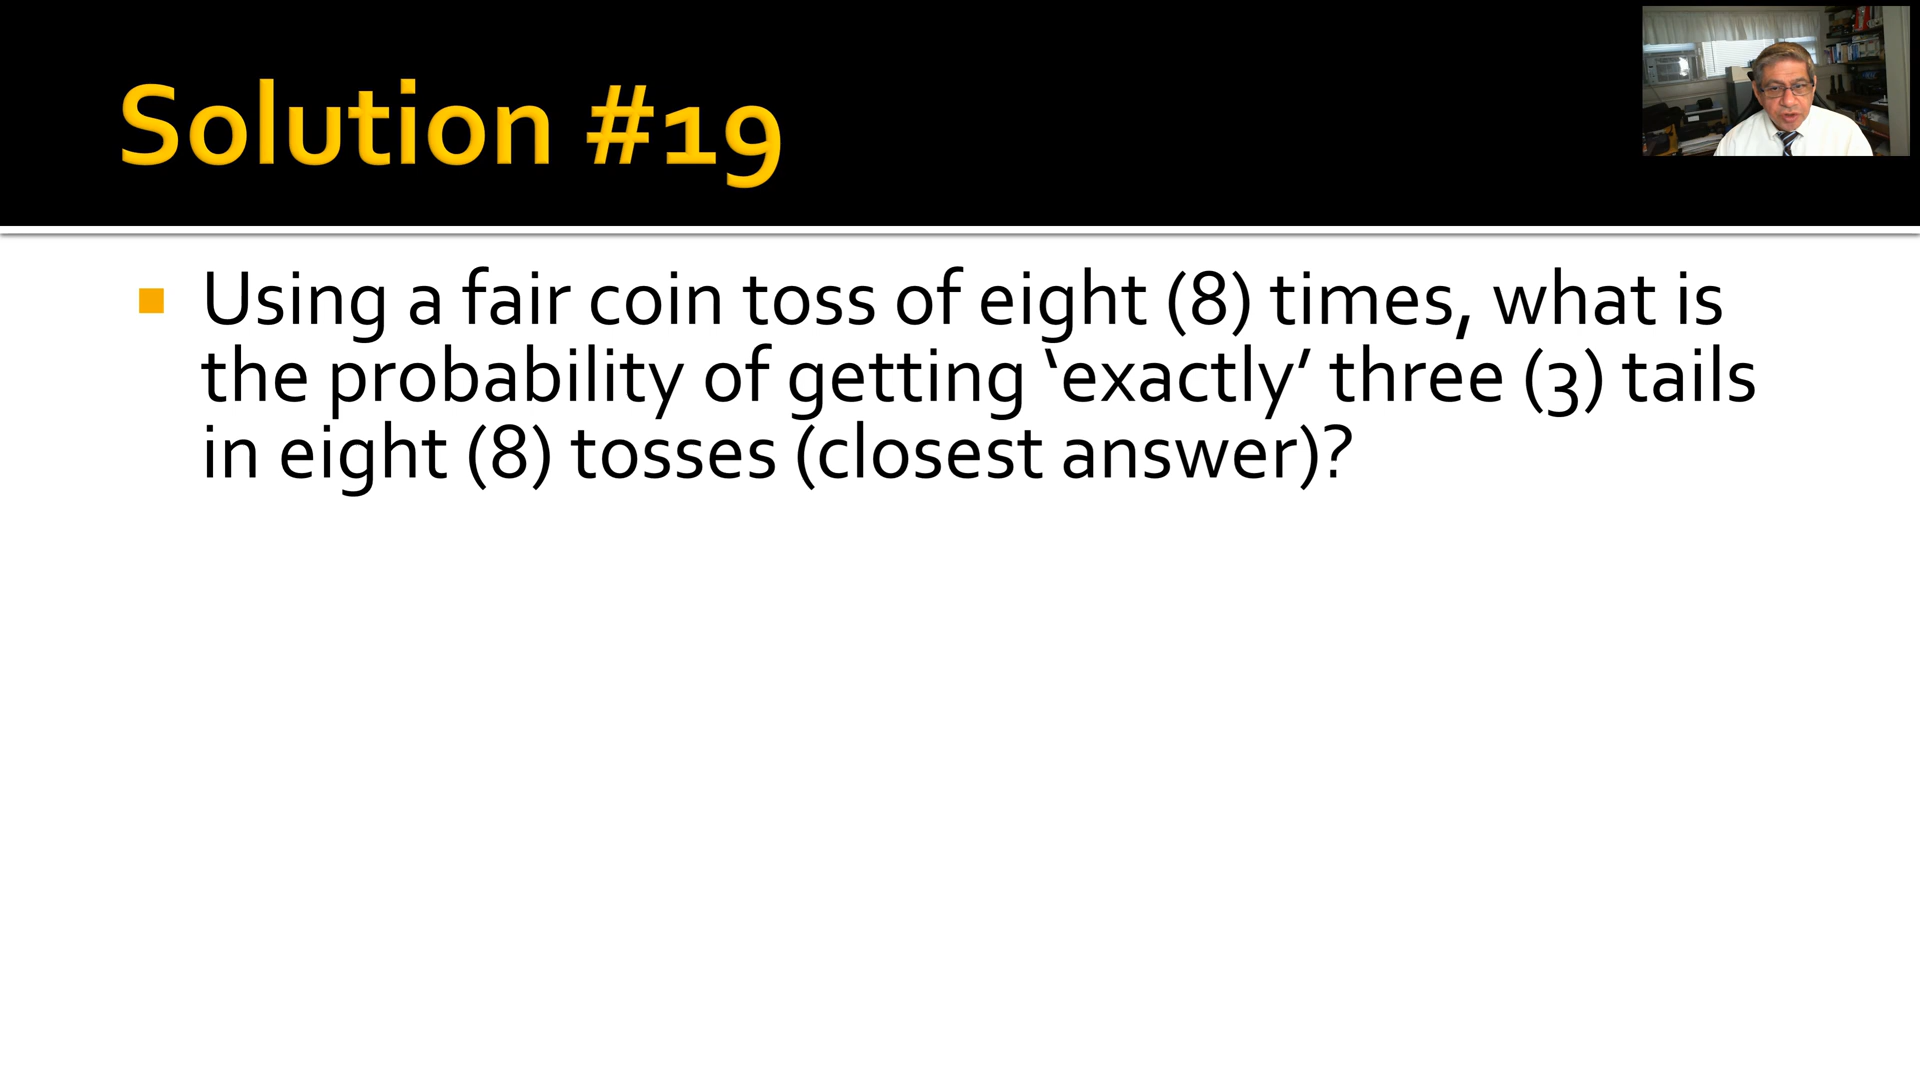 Solution #19
Using a fair coin toss of eight (8) times, what is
the probability of getting ‘exactly’ three (3) tails
in eight (8) tosses (closest answer)?